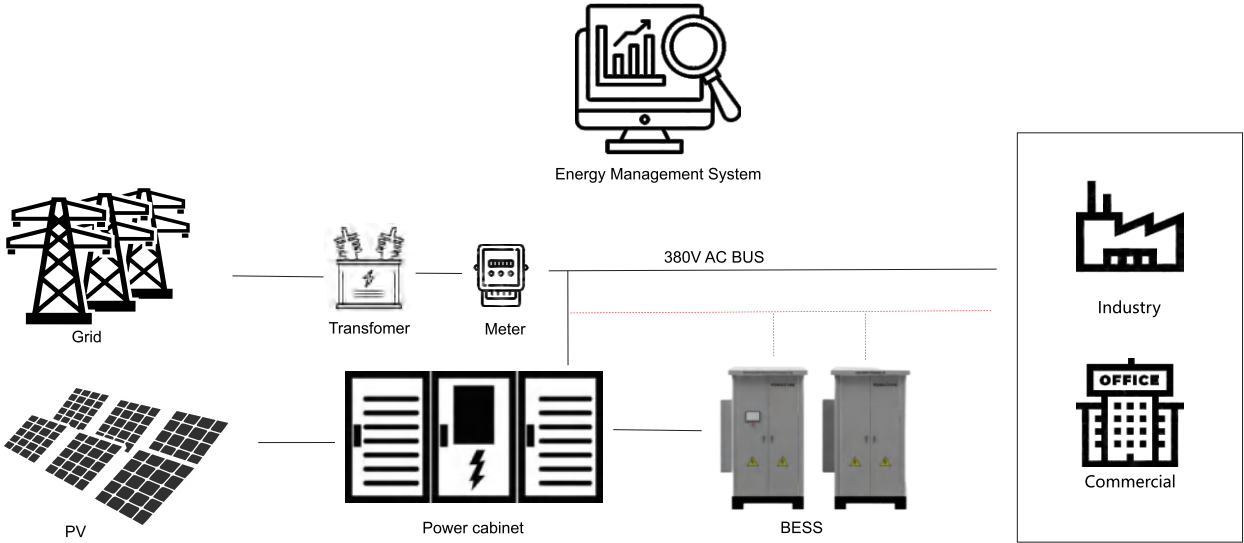 Energy Management System
380V AC BUS
Transfomer
Meter
Grid
Industry
OFFICE
Commercial
PV
Power cabinet
BESS